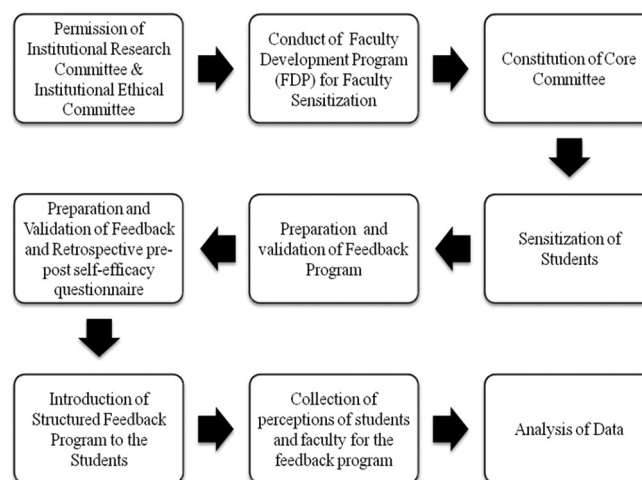 Permission of
Institutional Research
Committee &
Institutional Ethical
Committee
Conduct of Faculty
Development Program
(FDP) for Faculty
Sensitization
Constitution of Core
Committee
Sensitization of
Students
Preparation and
validation of Feedback
Program
Preparation and
Validation of Feedback
and Retrospective pre-
post self-efficacy
questionnaire
Introduction of
Structured Feedback
Program to the
Students
Collection of
perceptions of students
and faculty for the
feedback program
Analysis of Data